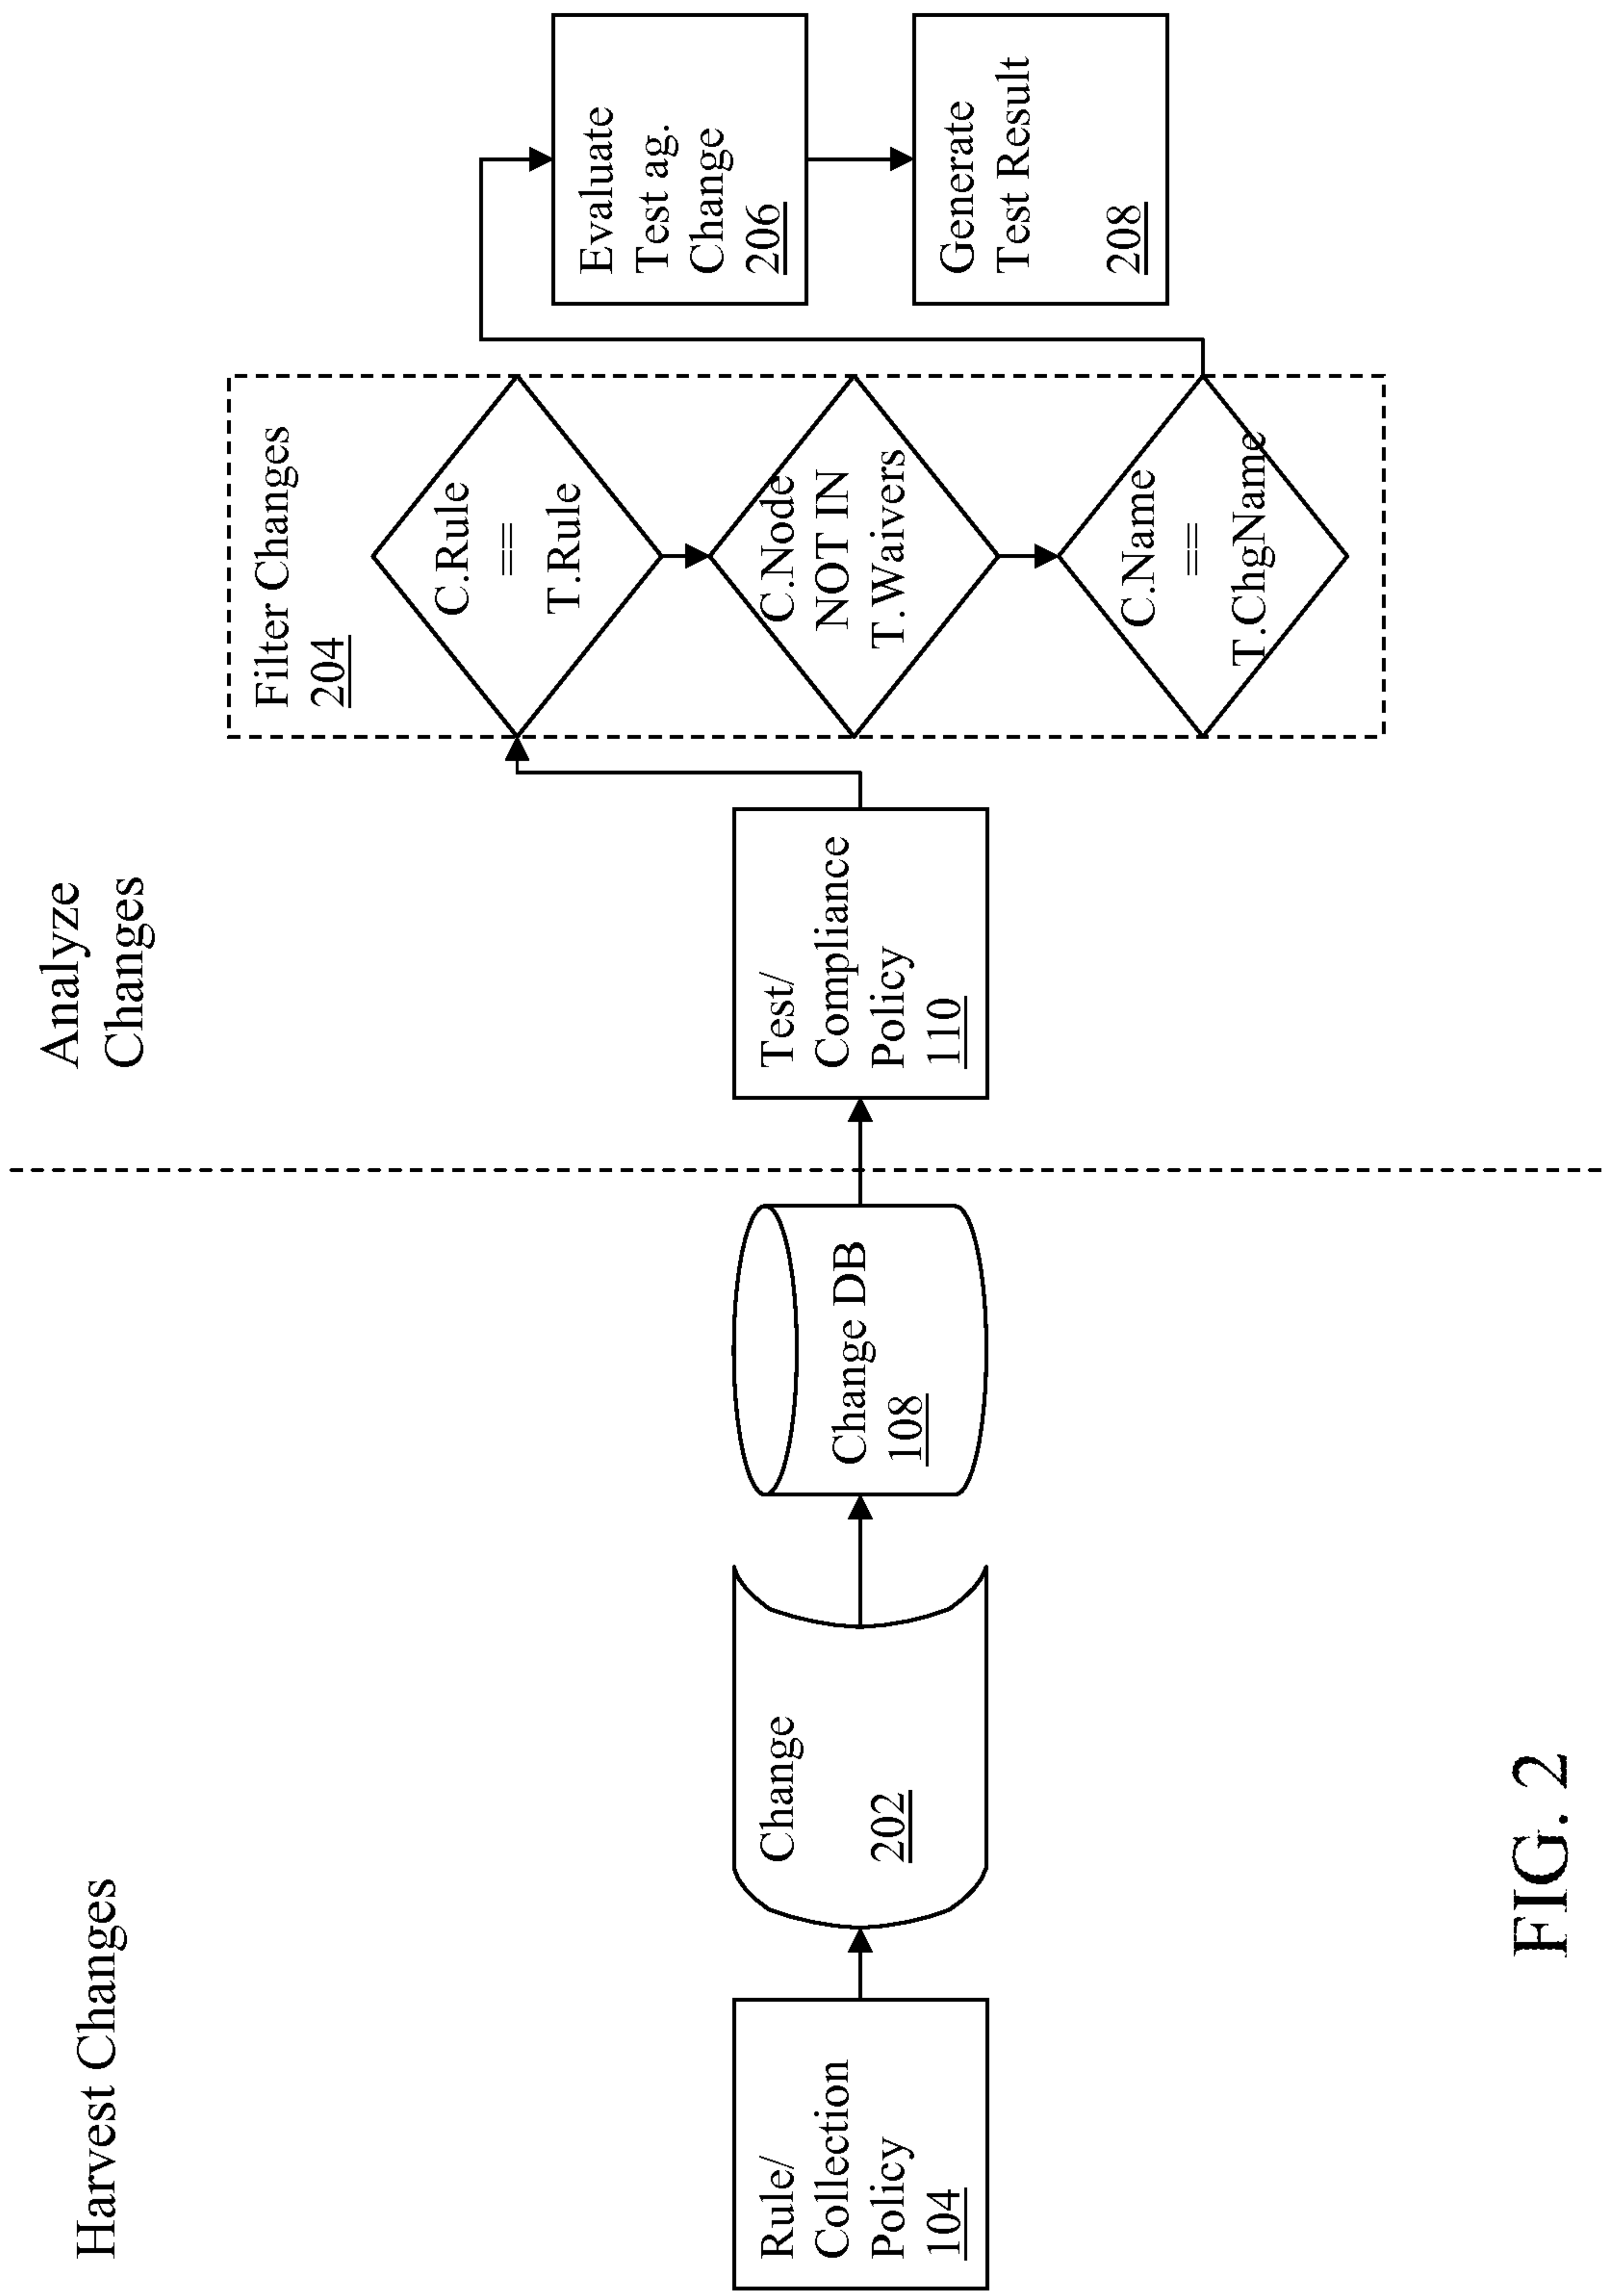 Harvest Changes
Analyze
Changes
Rule/
Collection
Policy
104
Change
202
Change DB
108
Test/
Compliance
Policy
110
Filter Changes
204
C.Rule
==
T.Rule
C.Node
NOT IN
T.Waivers
C.Name
==
T.ChgName
Evaluate
Test ag.
Change
206
Generate
Test Result
208
FIG. 2